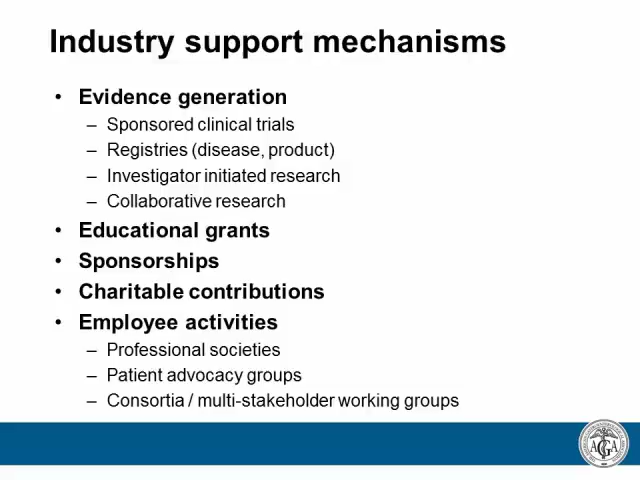 Industry support mechanisms
• Evidence generation
– Sponsored clinical trials
– Registries (disease, product)
– Investigator initiated research
– Collaborative research
• Educational grants
• Sponsorships
• Charitable contributions
• Employee activities
– Professional societies
– Patient advocacy groups
– Consortia / multi-stakeholder working groups